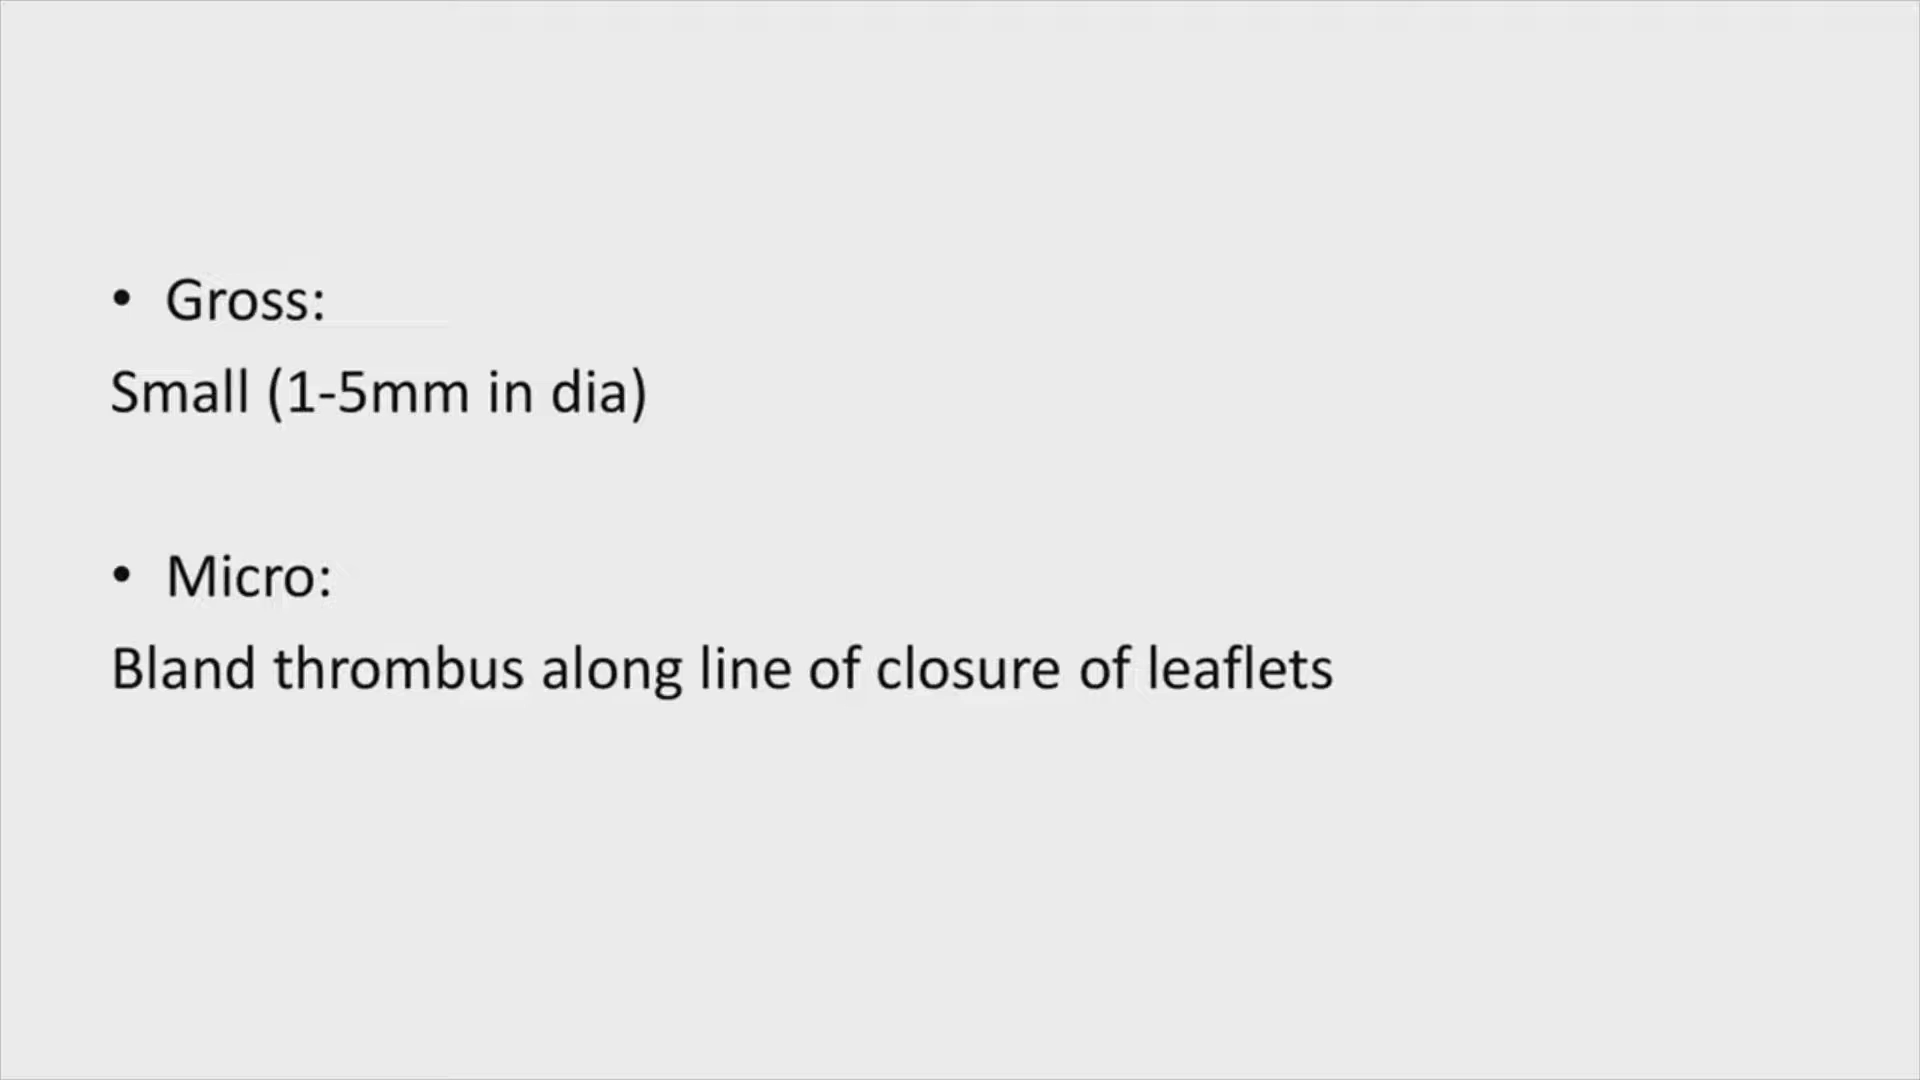 • Gross:
Small (1-5mm in dia)
• Micro:
Bland thrombus along line of closure of leaflets